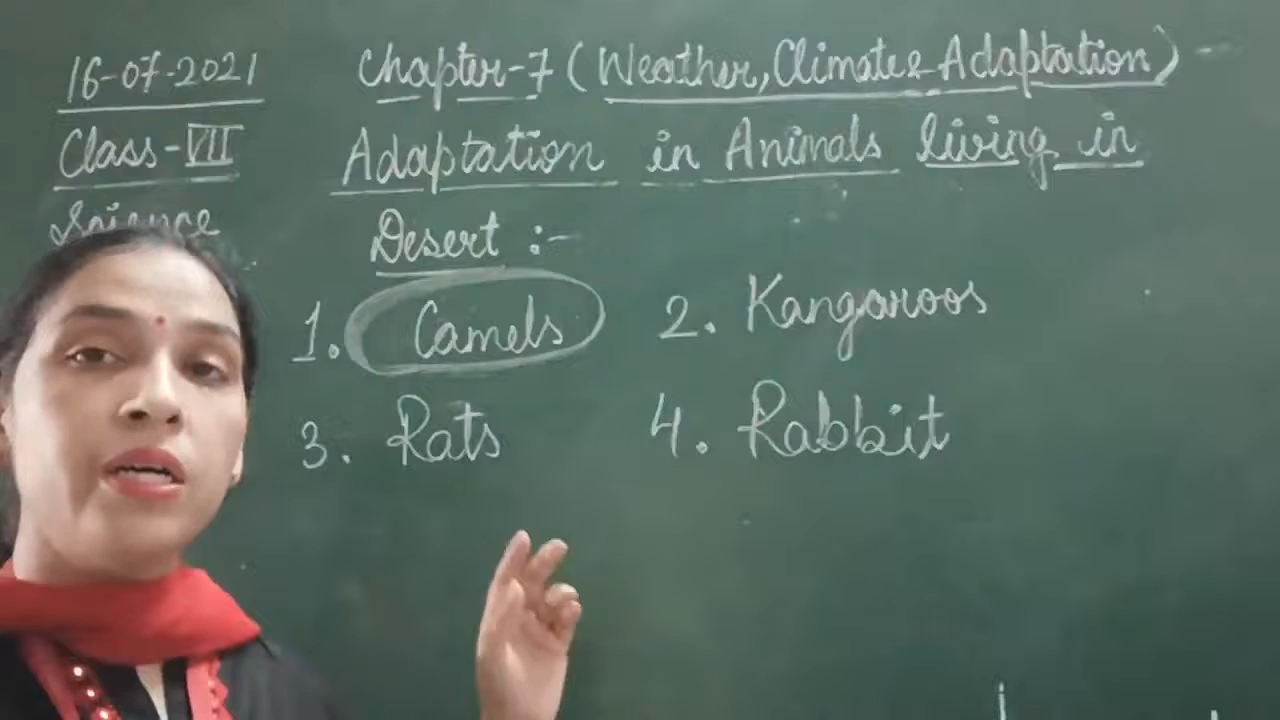 16-07-2021 Chapter-7 (Weather, Climate & Adaptation) -
Class-VII Adaptation in Animals living in
Science Desert :-
1. Camels 2. Kangaroos
3. Rats 4. Rabbit